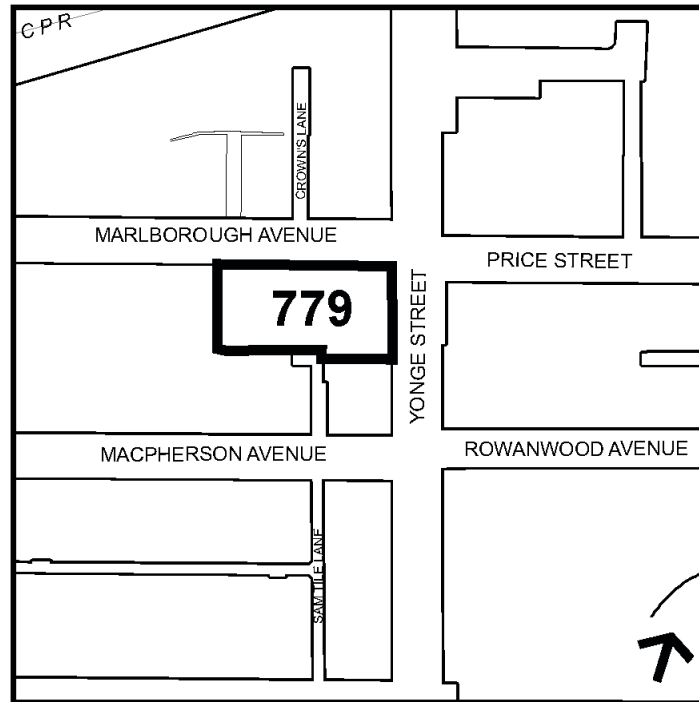 CPR
CROWN'S LANE
MARLBOROUGH AVENUE
PRICE STREET
779
YONGE STREET
MACPHERSON AVENUE
ROWANWOOD AVENUE
SAM TILE LANE